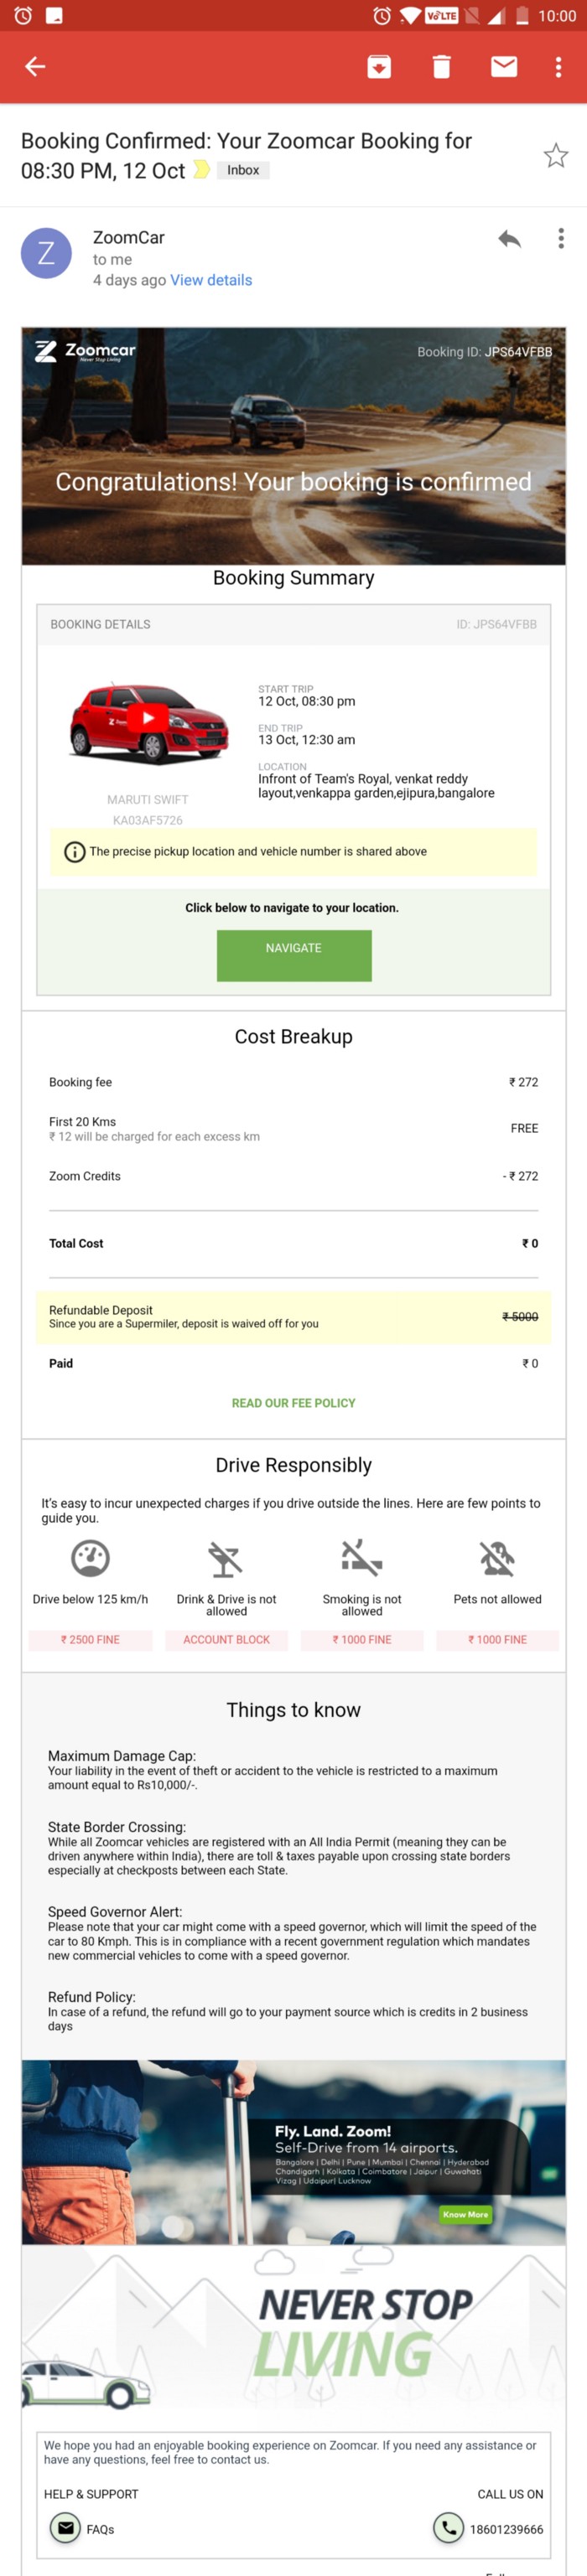 VoLTE
10:00
Booking Confirmed: Your Zoomcar Booking for
08:30 PM, 12 Oct Inbox
Z
ZoomCar
to me
4 days ago View details
Zoomcar
Never Stop Living
Booking ID: JPS64VFBB
Congratulations! Your booking is confirmed
Booking Summary
BOOKING DETAILS
ID: JPS64VFBB
START TRIP
12 Oct, 08:30 pm
END TRIP
13 Oct, 12:30 am
LOCATION
Infront of Team's Royal, venkat reddy
layout,venkappa garden,ejipura,bangalore
MARUTI SWIFT
KA03AF5726
The precise pickup location and vehicle number is shared above
Click below to navigate to your location.
NAVIGATE
Cost Breakup
Booking fee ₹ 272
First 20 Kms FREE
₹ 12 will be charged for each excess km
Zoom Credits - ₹ 272
Total Cost ₹ 0
Refundable Deposit ₹ 5000
Since you are a Supermiler, deposit is waived off for you
Paid ₹ 0
READ OUR FEE POLICY
Drive Responsibly
It's easy to incur unexpected charges if you drive outside the lines. Here are few points to
guide you.
Drive below 125 km/h
₹ 2500 FINE
Drink & Drive is not
allowed
ACCOUNT BLOCK
Smoking is not
allowed
₹ 1000 FINE
Pets not allowed
₹ 1000 FINE
Things to know
Maximum Damage Cap:
Your liability in the event of theft or accident to the vehicle is restricted to a maximum
amount equal to Rs10,000/-.
State Border Crossing:
While all Zoomcar vehicles are registered with an All India Permit (meaning they can be
driven anywhere within India), there are toll & taxes payable upon crossing state borders
especially at checkposts between each State.
Speed Governor Alert:
Please note that your car might come with a speed governor, which will limit the speed of the
car to 80 Kmph. This is in compliance with a recent government regulation which mandates
new commercial vehicles to come with a speed governor.
Refund Policy:
In case of a refund, the refund will go to your payment source which is credits in 2 business
days
Fly. Land. Zoom!
Self-Drive from 14 airports.
Bangalore | Delhi | Pune | Mumbai | Chennai | Hyderabad
Chandigarh | Kolkata | Coimbatore | Jaipur | Guwahati
Vizag | Udaipur| Lucknow
Know More
NEVER STOP
LIVING
We hope you had an enjoyable booking experience on Zoomcar. If you need any assistance or
have any questions, feel free to contact us.
HELP & SUPPORT
FAQs
CALL US ON
18601239666